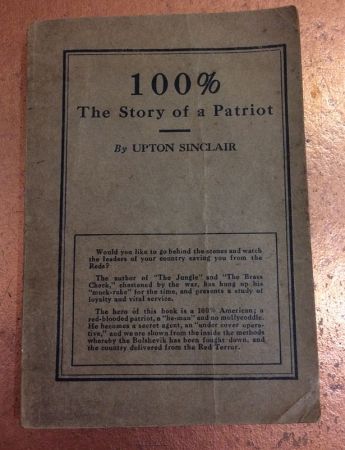 100%
The Story of a Patriot
By UPTON SINCLAIR
Would you like to go behind the scenes and watch
the leaders of your country saving you from the
Reds?
The author of "The Jungle" and "The Brass
Check," chastened by the war, has hung up his
"muck-rake" for the time, and presents a study of
loyalty and vital service.
The hero of this book is a 100% American; a
red-blooded patriot, a "he-man" and no mollycoddle.
He becomes a secret agent, an "under cover opera-
tive," and we are shown from the inside the methods
whereby the Bolshevik has been fought down, and
the country delivered from the Red Terror.